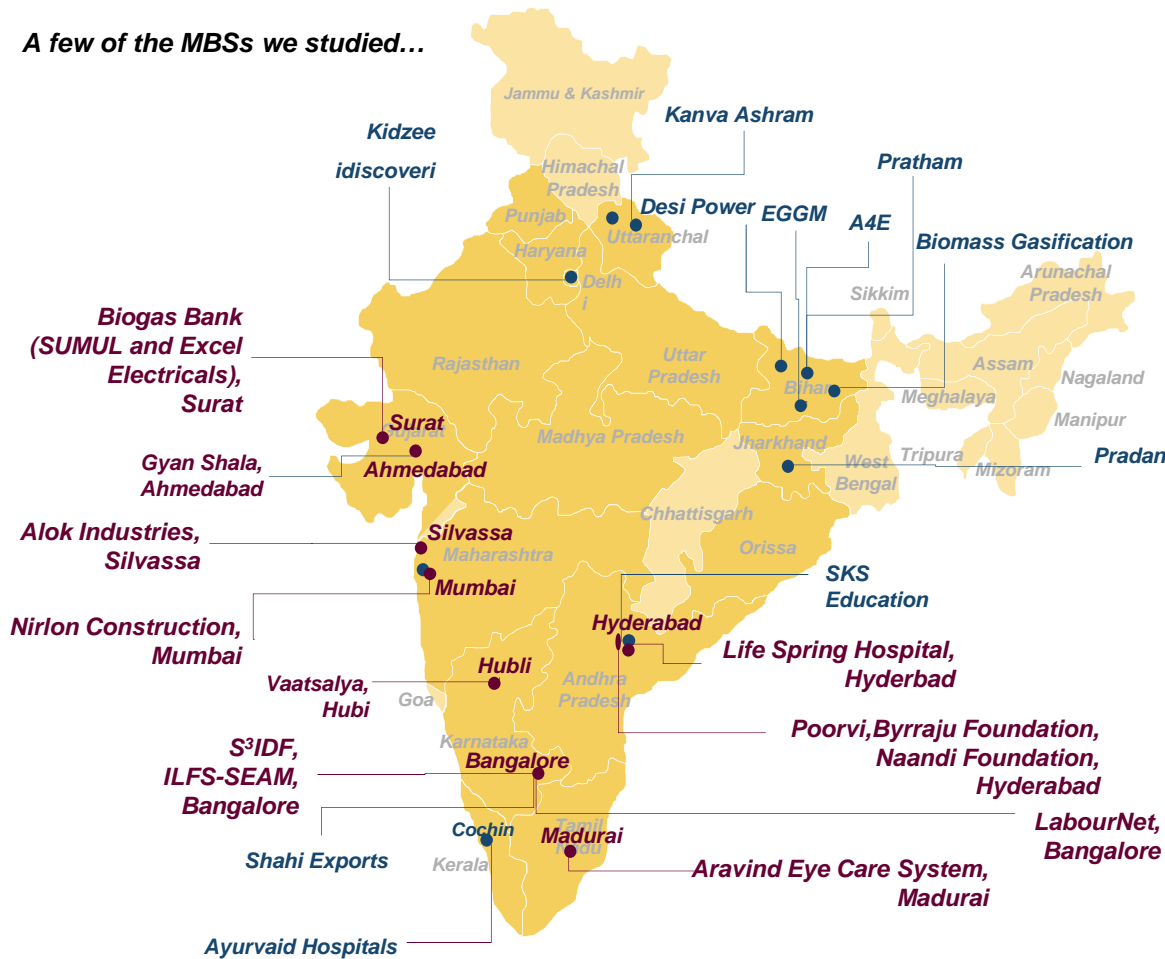 A few of the MBSs we studied…
Jammu & Kashmir
Kanva Ashram
Kidzee
idiscoveri
Pratham
Himachal
Pradesh
Punjab
Desi Power
EGGM
A4E
Uttaranchal
Haryana
Biomass Gasification
Delh
i
Sikkim
Arunachal
Pradesh
Biogas Bank
(SUMUL and Excel
Electricals),
Surat
Rajasthan
Uttar
Pradesh
Bihar
Assam
Nagaland
Meghalaya
Manipur
Surat
Gujarat
Madhya Pradesh
Jharkhand
Tripura
Mizoram
West
Bengal
Pradan
Gyan Shala,
Ahmedabad
Ahmedabad
Chhattisgarh
Orissa
Alok Industries,
Silvassa
Silvassa
Maharashtra
Mumbai
SKS
Education
Nirlon Construction,
Mumbai
Hyderabad
Life Spring Hospital,
Hyderbad
Hubli
Vaatsalya,
Hubi
Goa
Andhra
Pradesh
Poorvi,Byrraju Foundation,
Naandi Foundation,
Hyderabad
S³IDF,
ILFS-SEAM,
Bangalore
Karnataka
Bangalore
LabourNet,
Bangalore
Shahi Exports
Cochin
Kerala
Tamil
Nadu
Madurai
Aravind Eye Care System,
Madurai
Ayurvaid Hospitals